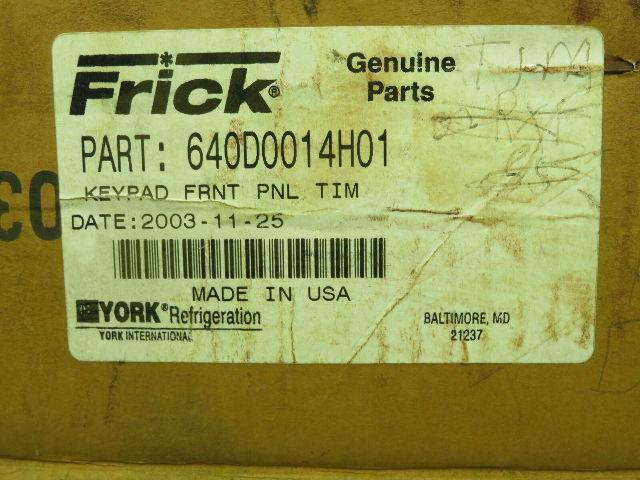 Frick®
Genuine
Parts
PART: 640D0014H01
KEYPAD FRNT PNL TIM
DATE:2003-11-25
MADE IN USA
YORK® Refrigeration
YORK INTERNATIONAL
BALTIMORE, MD
21237
03